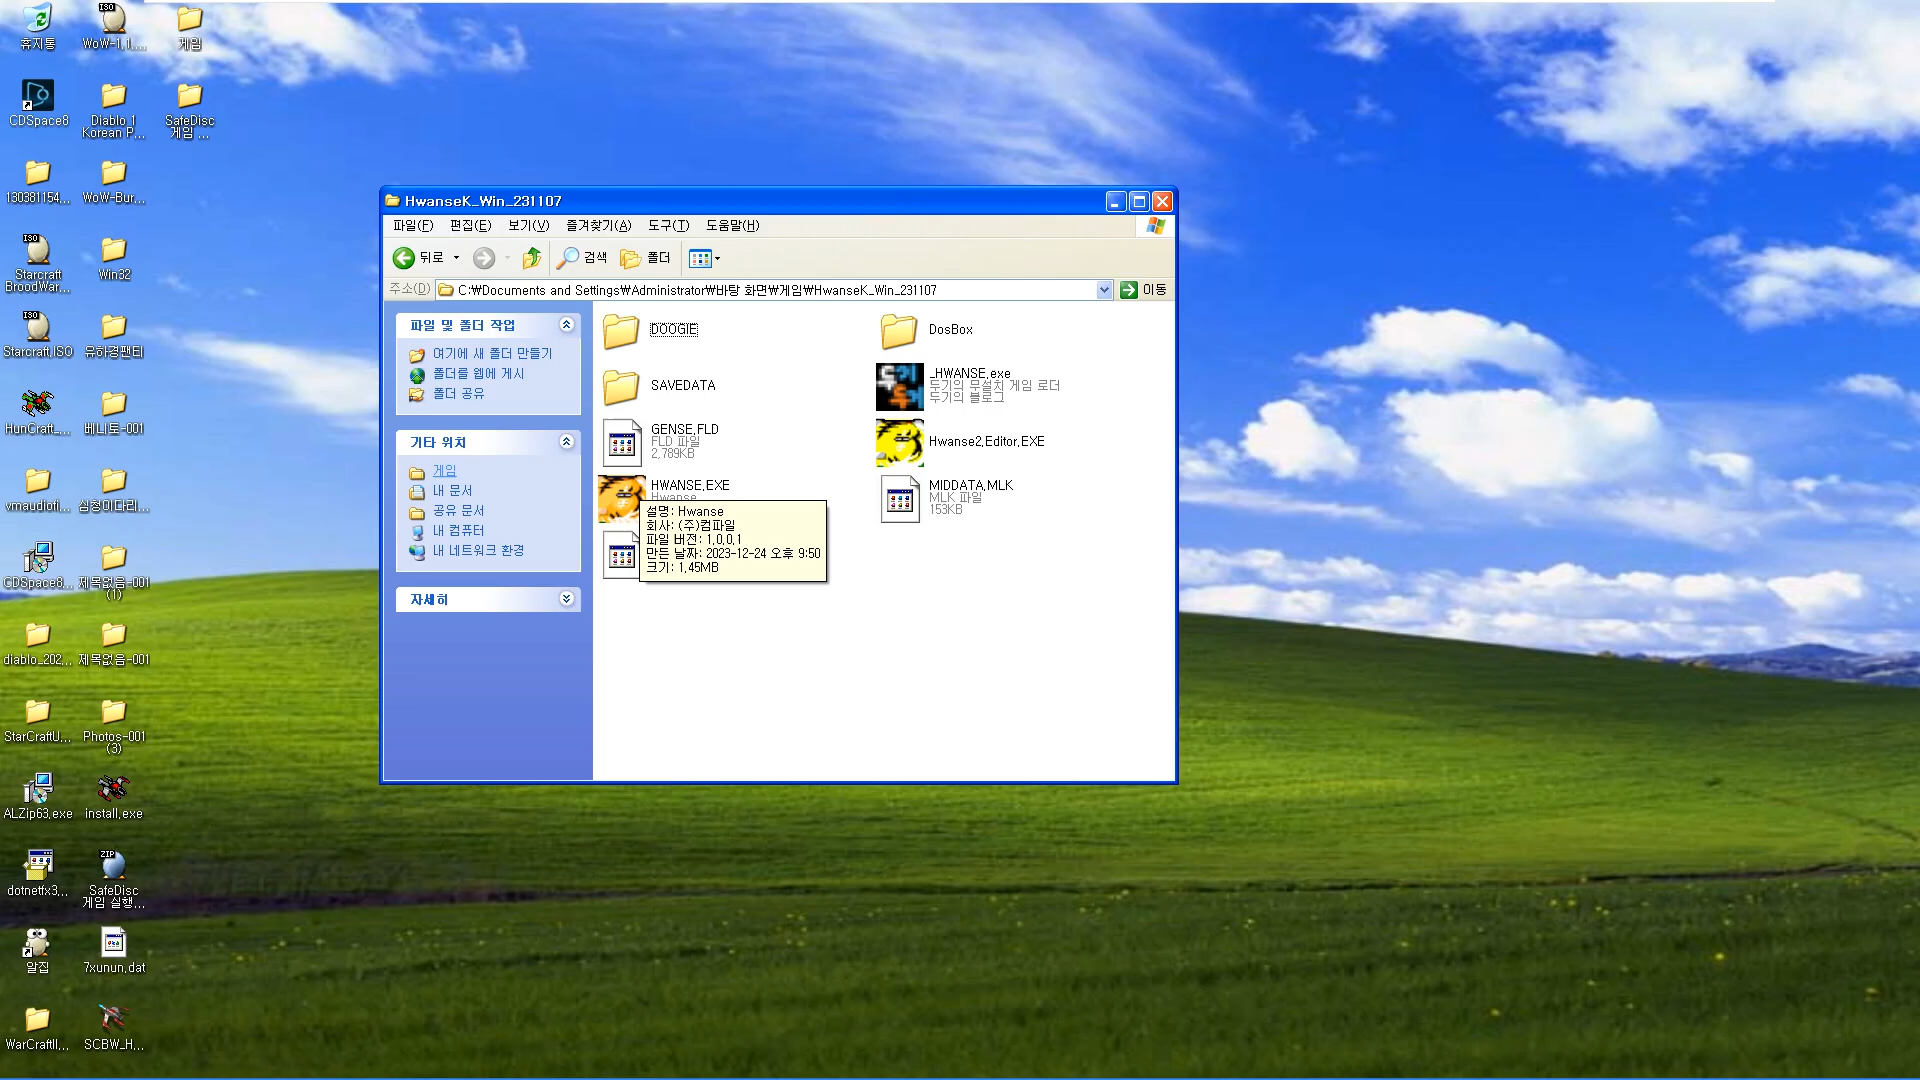 휴지통
ISO
WoW-1.1....
게임
CDSpace8
Diablo 1
Korean P...
SafeDisc
게임 ...
130381154...
WoW-Bur...
ISO
Starcraft
BroodWar...
Win32
ISO
Starcraft.ISO
유하경팬티
HunCraft_...
베니토-001
vmaudioti...
심청이다리...
CDSpace8...
제목없음-001
(1)
diablo_202...
제목없음-001
StarCraftU...
Photos-001
(3)
ALZip63.exe
install.exe
dotnetfx3...
ZIP
SafeDisc
게임 실행...
알집
7xunun.dat
WarCraftII...
SCBW_H...
HwanseK_Win_231107
파일(F) 편집(E) 보기(V) 즐겨찾기(A) 도구(T) 도움말(H)
뒤로 검색 폴더
주소(D) C:₩Documents and Settings₩Administrator₩바탕 화면₩게임₩HwanseK_Win_231107 이동
파일 및 폴더 작업
여기에 새 폴더 만들기
폴더를 웹에 게시
폴더 공유
기타 위치
게임
내 문서
공유 문서
내 컴퓨터
내 네트워크 환경
자세히
DOOGIE
DosBox
SAVEDATA
두기
두기
_HWANSE.exe
두기의 무설치 게임 로더
두기의 블로그
GENSE.FLD
FLD 파일
2,789KB
Hwanse2.Editor.EXE
HWANSE.EXE
Hwanse
MIDDATA.MLK
MLK 파일
153KB
설명: Hwanse
회사: (주)컴파일
파일 버전: 1.0.0.1
만든 날짜: 2023-12-24 오후 9:50
크기: 1.45MB